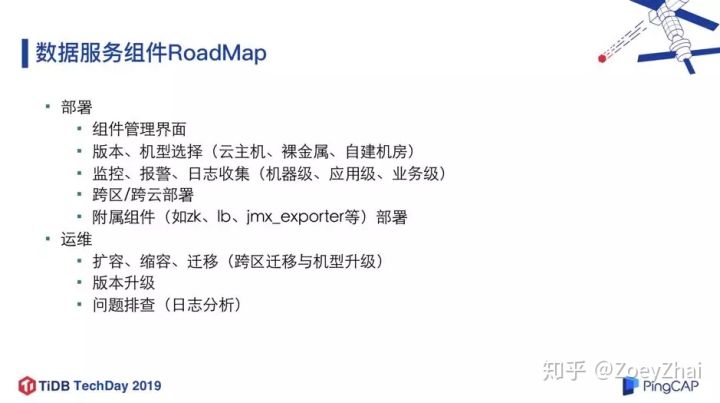 数据服务组件RoadMap
部署
组件管理界面
版本、机型选择（云主机、裸金属、自建机房）
监控、报警、日志收集（机器级、应用级、业务级）
跨区/跨云部署
附属组件（如zk、lb、jmx_exporter等）部署
运维
扩容、缩容、迁移（跨区迁移与机型升级）
版本升级
问题排查（日志分析）
TiDB TechDay 2019
知乎 @ZoeyZhai
PingCAP